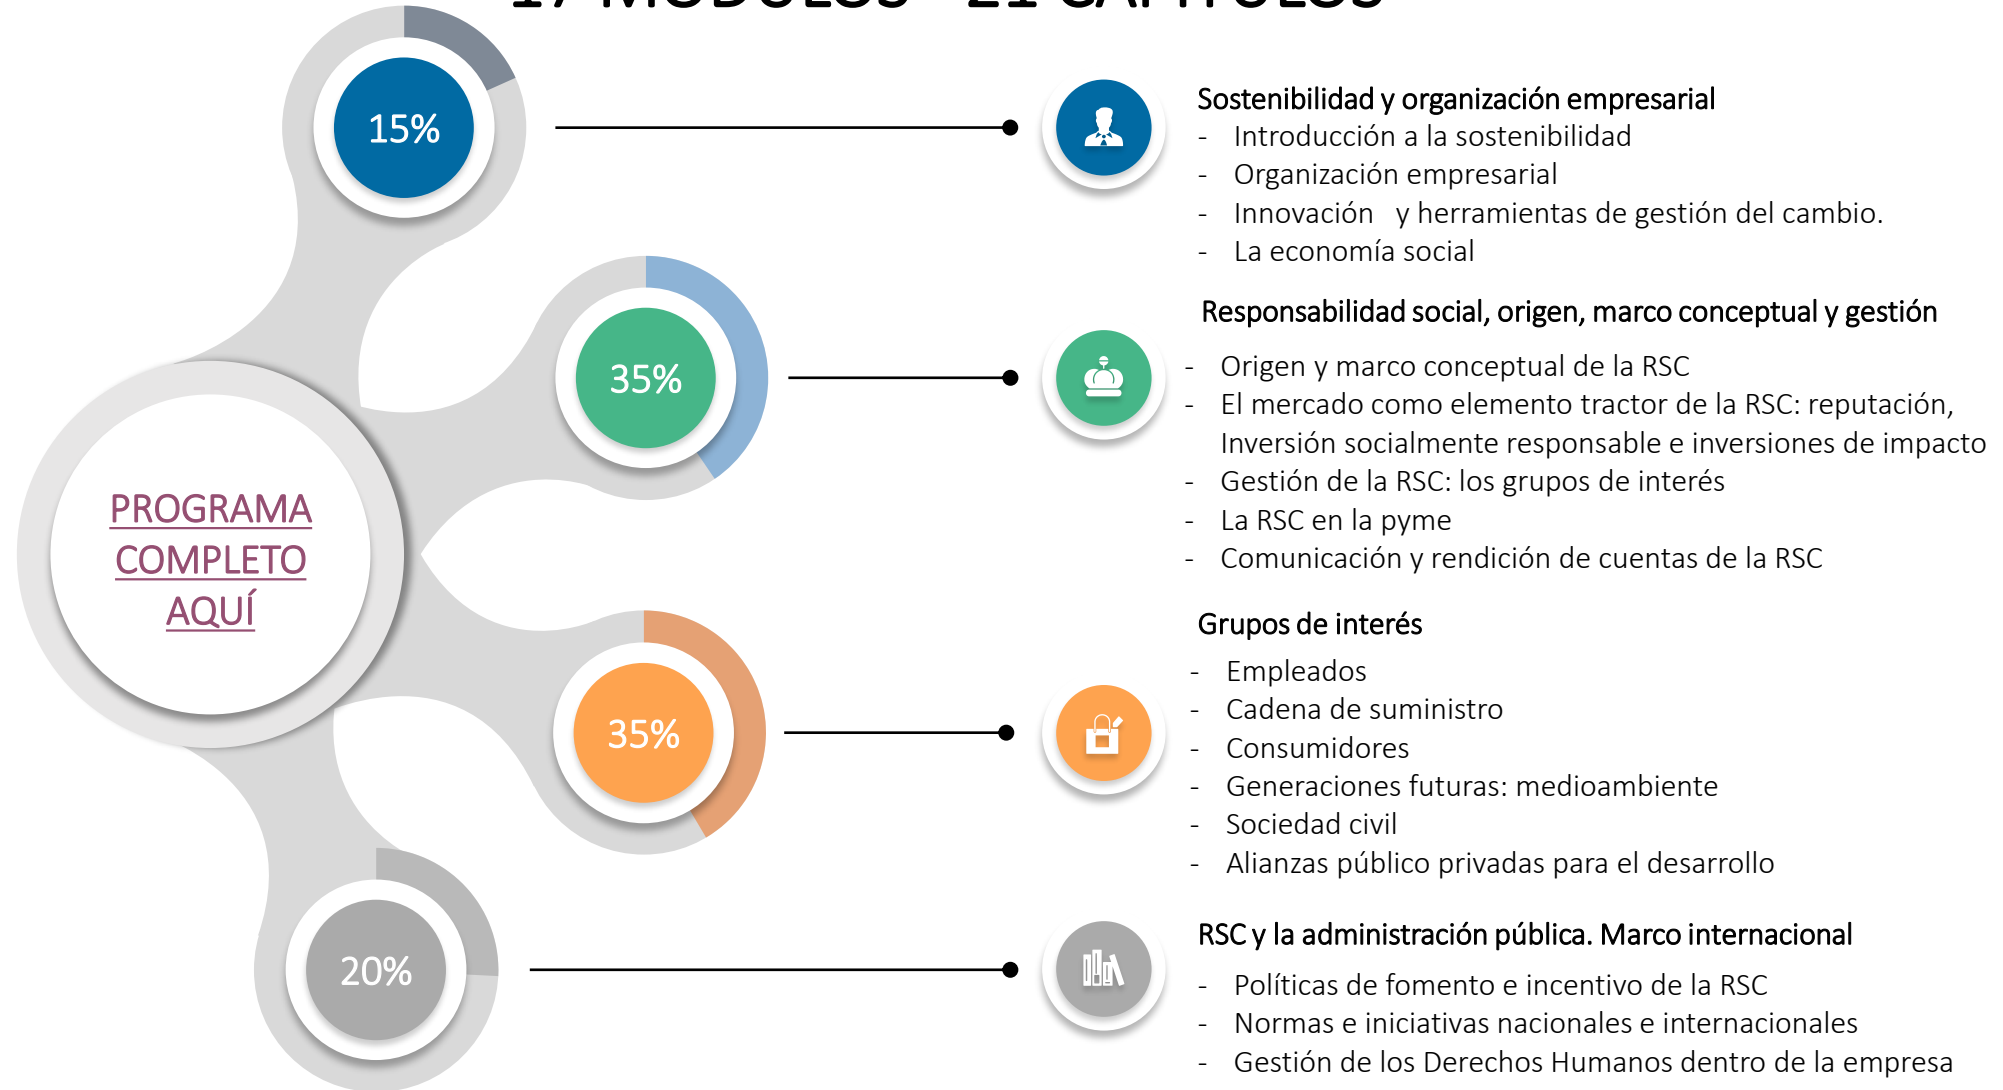 17 MÓDULOS - 21 CAPÍTULOS
15%
Sostenibilidad y organización empresarial
- Introducción a la sostenibilidad
- Organización empresarial
- Innovación y herramientas de gestión del cambio.
- La economía social
35%
Responsabilidad social, origen, marco conceptual y gestión
- Origen y marco conceptual de la RSC
- El mercado como elemento tractor de la RSC: reputación,
Inversión socialmente responsable e inversiones de impacto
- Gestión de la RSC: los grupos de interés
- La RSC en la pyme
- Comunicación y rendición de cuentas de la RSC
PROGRAMA
COMPLETO
AQUÍ
35%
Grupos de interés
- Empleados
- Cadena de suministro
- Consumidores
- Generaciones futuras: medioambiente
- Sociedad civil
- Alianzas público privadas para el desarrollo
20%
RSC y la administración pública. Marco internacional
- Políticas de fomento e incentivo de la RSC
- Normas e iniciativas nacionales e internacionales
- Gestión de los Derechos Humanos dentro de la empresa